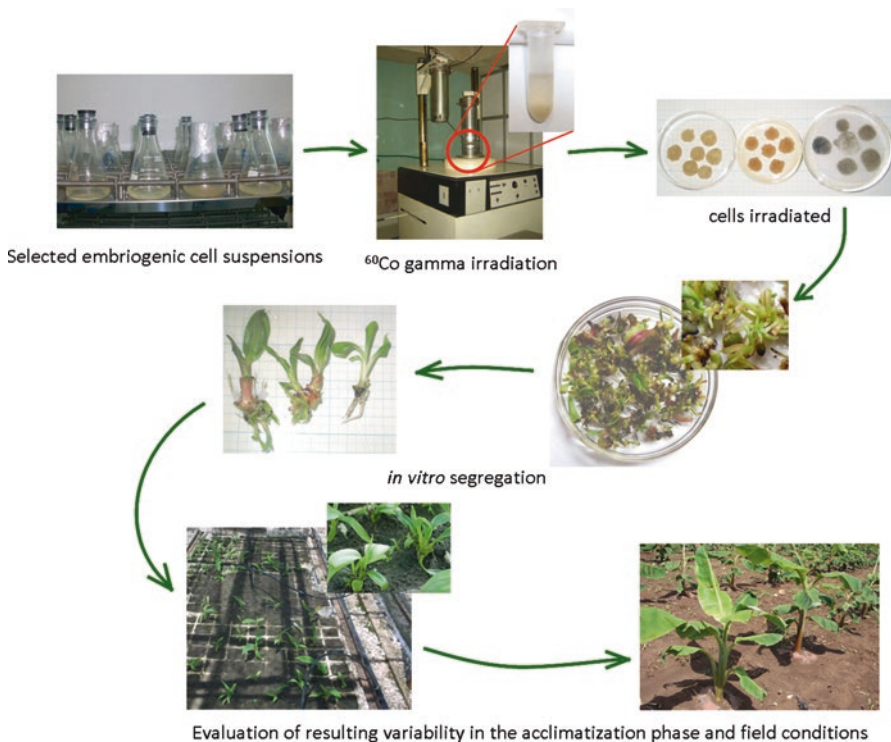 Selected embriogenic cell suspensions
⁶⁰Co gamma irradiation
cells irradiated
in vitro segregation
Evaluation of resulting variability in the acclimatization phase and field conditions